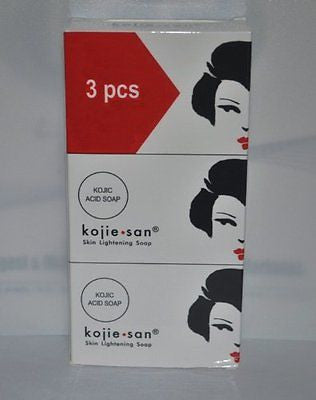 3 pcs
KOJIC
ACID SOAP
kojie•san®
Skin Lightening Soap
KOJIC
ACID SOAP
kojie•san®
Skin Lightening Soap